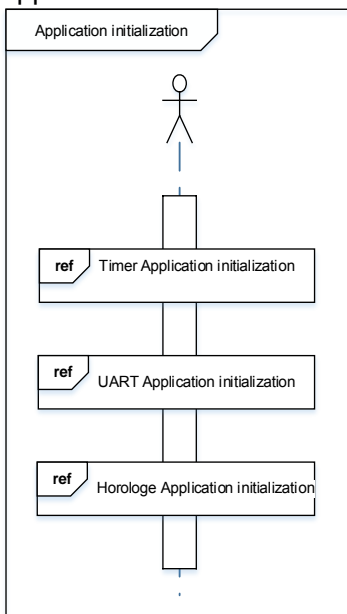 Application initialization
ref Timer Application initialization
ref UART Application initialization
ref Horologe Application initialization